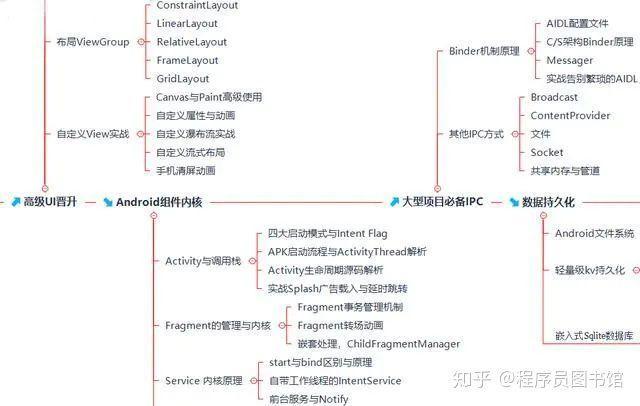 ConstraintLayout
LinearLayout
布局ViewGroup
RelativeLayout
FrameLayout
GridLayout
Canvas与Paint高级使用
自定义属性与动画
自定义View实战
自定义瀑布流实战
自定义流式布局
手机清屏动画
AIDL配置文件
C/S架构Binder原理
Binder机制原理
Messager
实战告别繁琐的AIDL
Broadcast
ContentProvider
其他IPC方式
文件
Socket
共享内存与管道
高级UI晋升
Android组件内核
大型项目必备IPC
数据持久化
四大启动模式与Intent Flag
APK启动流程与ActivityThread解析
Activity与调用栈
Activity生命周期源码解析
实战Splash广告载入与延时跳转
Fragment事务管理机制
Fragment的管理与内核
Fragment转场动画
嵌套处理，ChildFragmentManager
start与bind区别与原理
Service 内核原理
自带工作线程的IntentService
前台服务与Notify
Android文件系统
轻量级kv持久化
嵌入式Sqlite数据库
知乎 @程序员图书馆